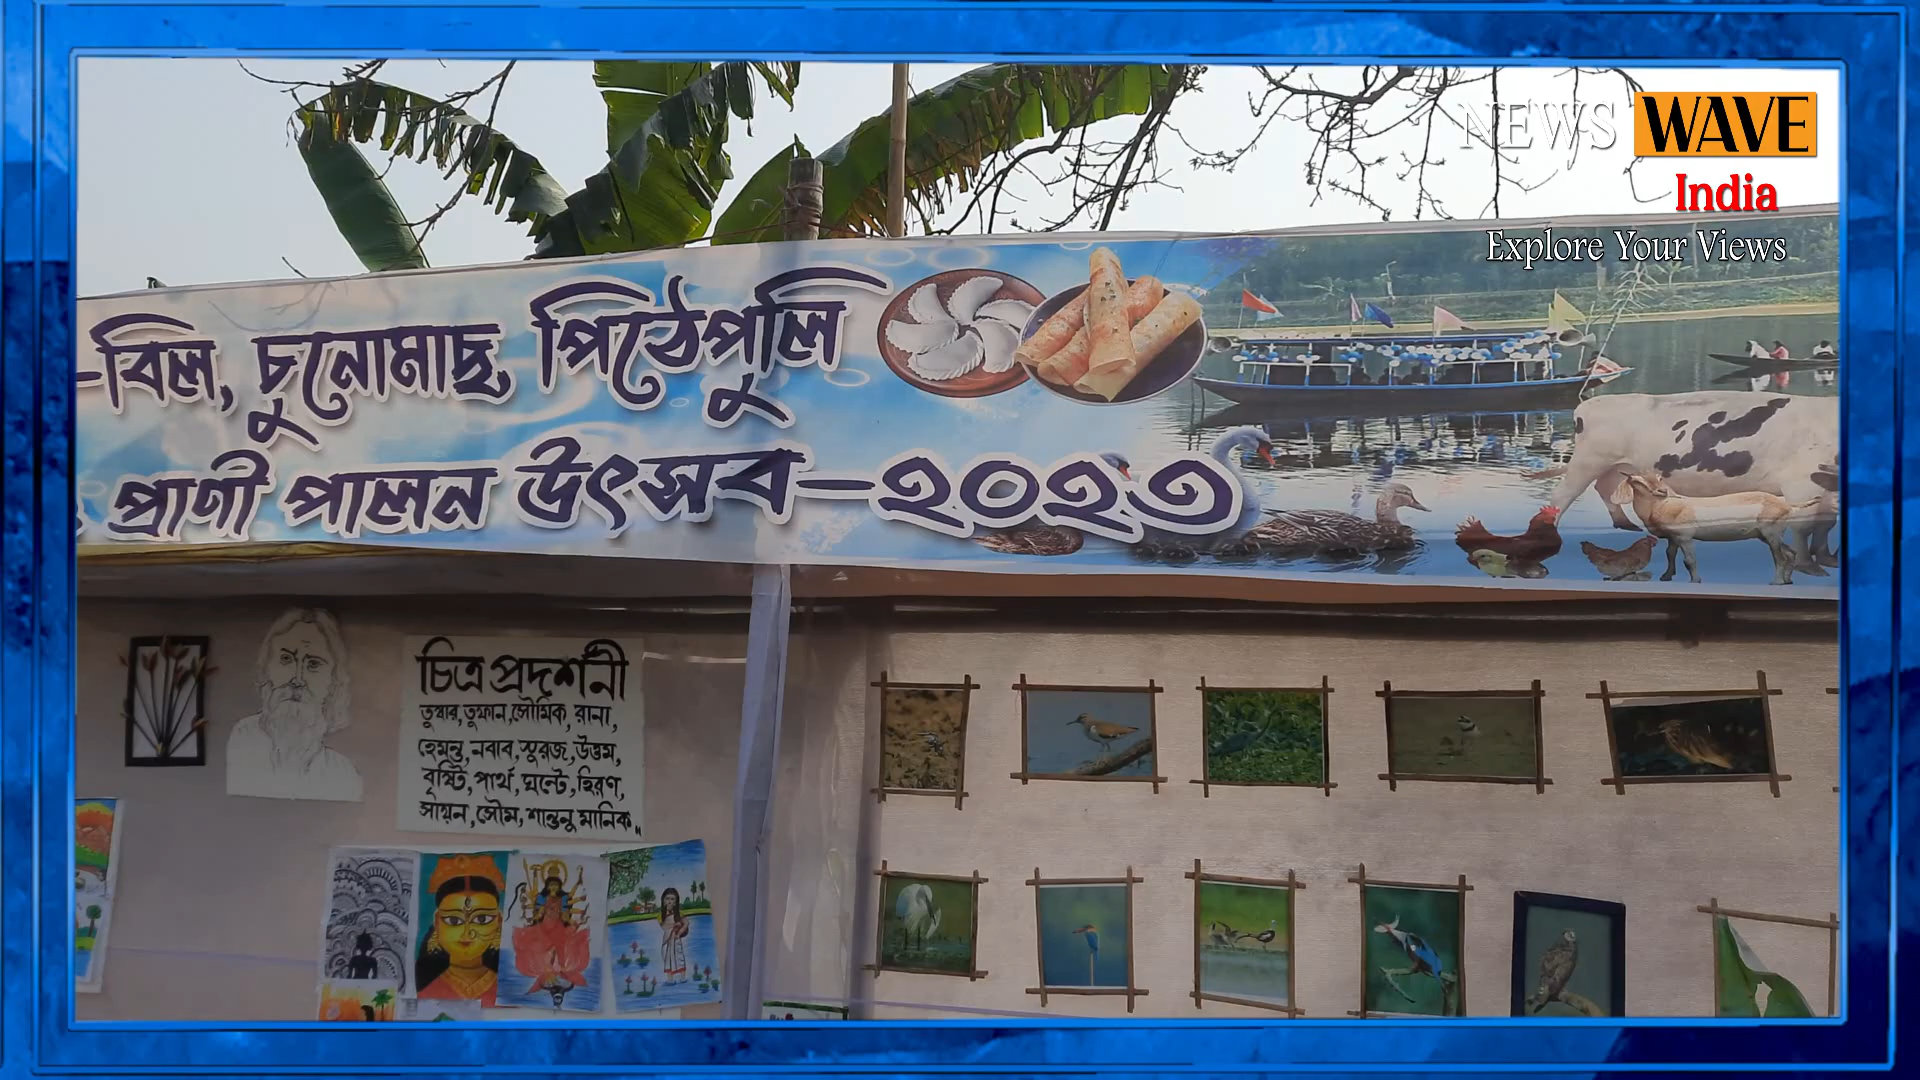 NEWS WAVE
India
Explore Your Views
-বিল, চুনোমাছ, পিঠেপুলি
প্রাণী পালন উৎসব-২০২৩
চিত্র প্রদর্শনী
তুষার, তুফান, সৌমিক, রানা,
হেমন্ত, নবাব, সুরজ, উত্তম,
বৃষ্টি, পার্থ, ঘন্টে, হিরণ,
সায়ন, সৌম, শান্তনু মানিক